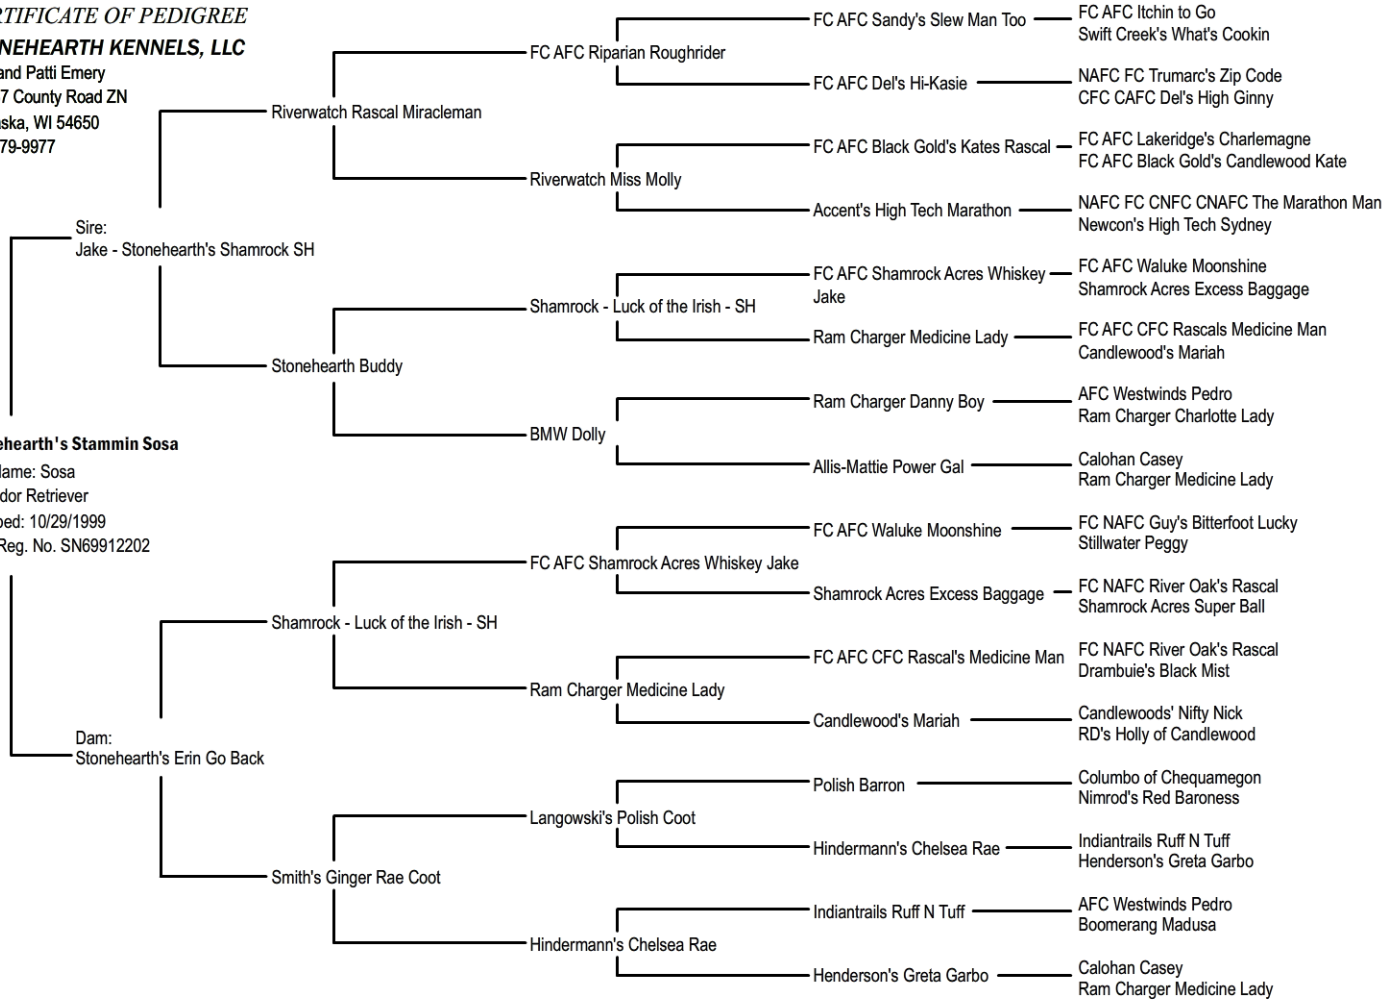 RTIFICATE OF PEDIGREE
NEHEARTH KENNELS, LLC
and Patti Emery
7 County Road ZN
aska, WI 54650
79-9977
Sire:
Jake - Stonehearth's Shamrock SH
ehearth's Stammin Sosa
lame: Sosa
dor Retriever
ped: 10/29/1999
Reg. No. SN69912202
Dam:
Stonehearth's Erin Go Back
Riverwatch Rascal Miracleman
Stonehearth Buddy
Shamrock - Luck of the Irish - SH
Smith's Ginger Rae Coot
FC AFC Riparian Roughrider
Riverwatch Miss Molly
Shamrock - Luck of the Irish - SH
BMW Dolly
FC AFC Shamrock Acres Whiskey Jake
Ram Charger Medicine Lady
Langowski's Polish Coot
Hindermann's Chelsea Rae
FC AFC Sandy's Slew Man Too
FC AFC Del's Hi-Kasie
FC AFC Black Gold's Kates Rascal
Accent's High Tech Marathon
FC AFC Shamrock Acres Whiskey
Jake
Ram Charger Medicine Lady
Ram Charger Danny Boy
Allis-Mattie Power Gal
FC AFC Waluke Moonshine
Shamrock Acres Excess Baggage
FC AFC CFC Rascal's Medicine Man
Candlewood's Mariah
Polish Barron
Hindermann's Chelsea Rae
Indiantrails Ruff N Tuff
Henderson's Greta Garbo
FC AFC Itchin to Go
Swift Creek's What's Cookin
NAFC FC Trumarc's Zip Code
CFC CAFC Del's High Ginny
FC AFC Lakeridge's Charlemagne
FC AFC Black Gold's Candlewood Kate
NAFC FC CNFC CNAFC The Marathon Man
Newcon's High Tech Sydney
FC AFC Waluke Moonshine
Shamrock Acres Excess Baggage
FC AFC CFC Rascals Medicine Man
Candlewood's Mariah
AFC Westwinds Pedro
Ram Charger Charlotte Lady
Calohan Casey
Ram Charger Medicine Lady
FC NAFC Guy's Bitterfoot Lucky
Stillwater Peggy
FC NAFC River Oak's Rascal
Shamrock Acres Super Ball
FC NAFC River Oak's Rascal
Drambuie's Black Mist
Candlewoods' Nifty Nick
RD's Holly of Candlewood
Columbo of Chequamegon
Nimrod's Red Baroness
Indiantrails Ruff N Tuff
Henderson's Greta Garbo
AFC Westwinds Pedro
Boomerang Madusa
Calohan Casey
Ram Charger Medicine Lady